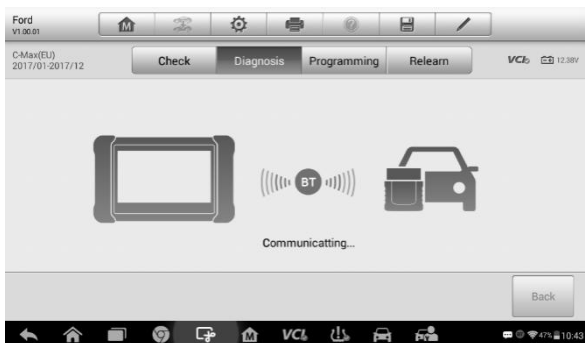 Ford
V1.00.01
M
C-Max(EU)
2017/01-2017/12
Check Diagnosis Programming Relearn
VCI 12.38V
BT
Communicatting...
Back
M VCI 47% 10:43